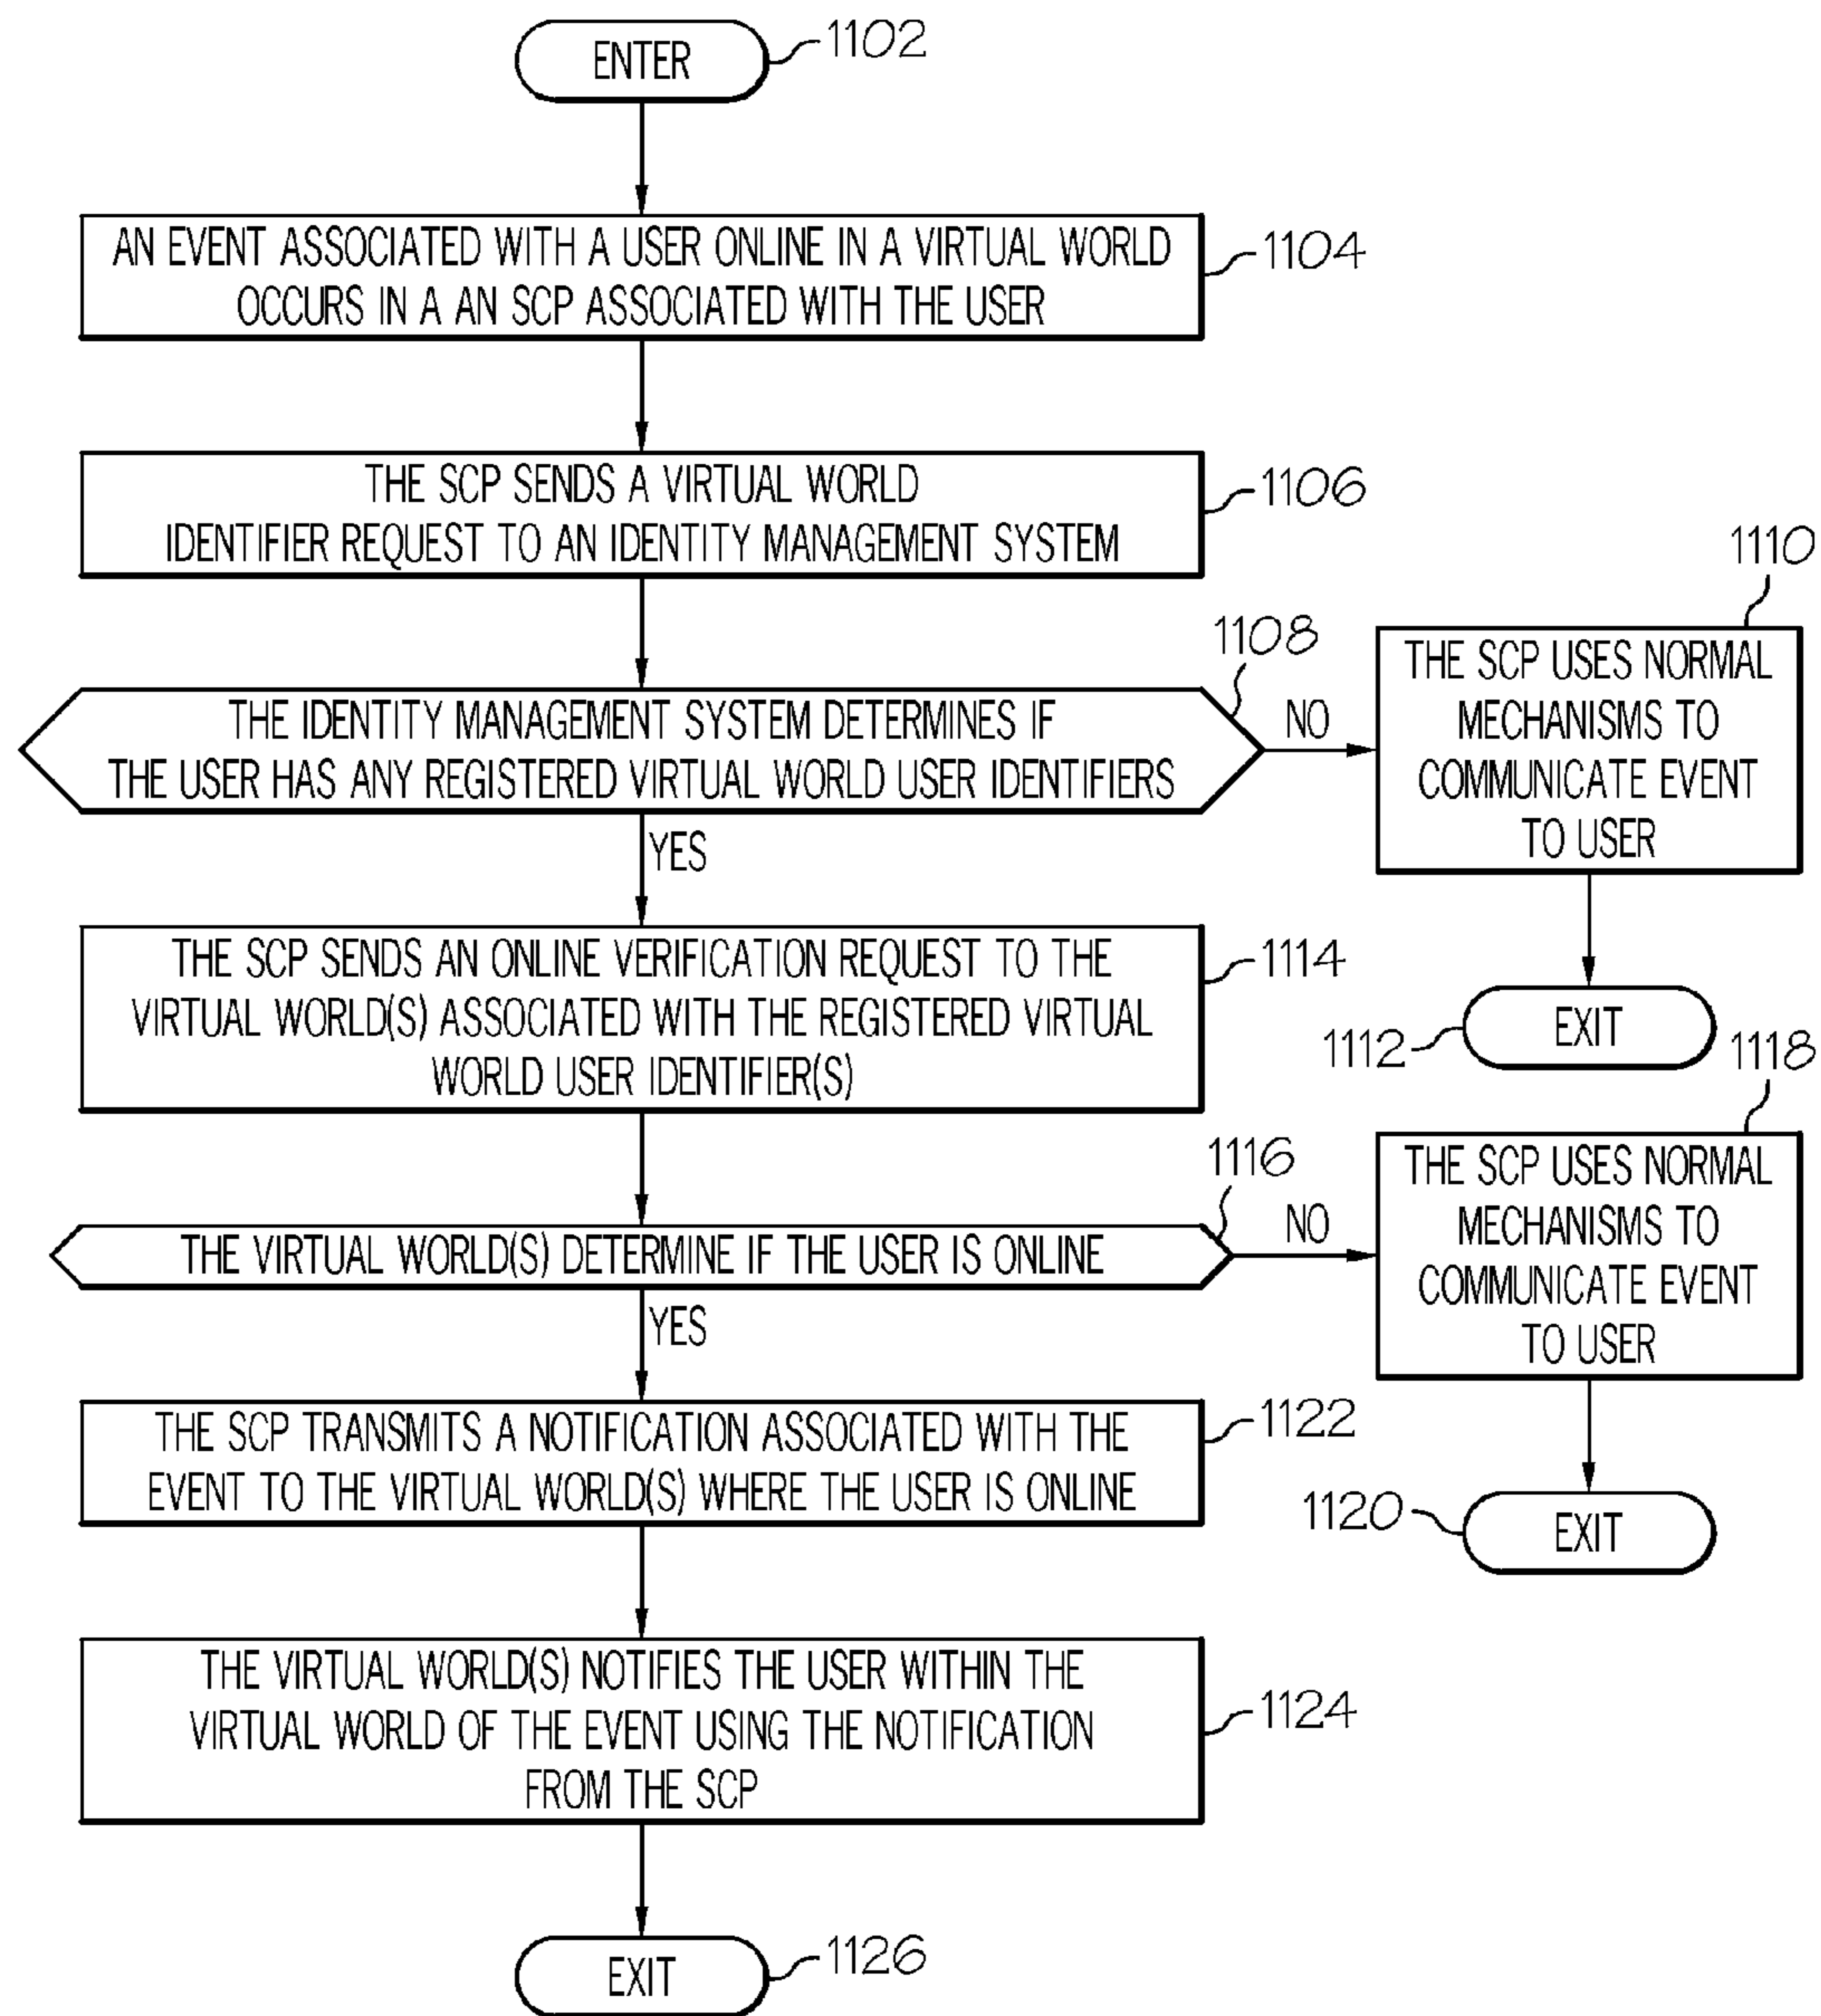 ENTER
1102
AN EVENT ASSOCIATED WITH A USER ONLINE IN A VIRTUAL WORLD
OCCURS IN A AN SCP ASSOCIATED WITH THE USER
1104
THE SCP SENDS A VIRTUAL WORLD
IDENTIFIER REQUEST TO AN IDENTITY MANAGEMENT SYSTEM
1106
THE IDENTITY MANAGEMENT SYSTEM DETERMINES IF
THE USER HAS ANY REGISTERED VIRTUAL WORLD USER IDENTIFIERS
1108
NO
1110
THE SCP USES NORMAL
MECHANISMS TO
COMMUNICATE EVENT
TO USER
EXIT
1112
YES
THE SCP SENDS AN ONLINE VERIFICATION REQUEST TO THE
VIRTUAL WORLD(S) ASSOCIATED WITH THE REGISTERED VIRTUAL
WORLD USER IDENTIFIER(S)
1114
THE VIRTUAL WORLD(S) DETERMINE IF THE USER IS ONLINE
1116
NO
1118
THE SCP USES NORMAL
MECHANISMS TO
COMMUNICATE EVENT
TO USER
1120
EXIT
YES
THE SCP TRANSMITS A NOTIFICATION ASSOCIATED WITH THE
EVENT TO THE VIRTUAL WORLD(S) WHERE THE USER IS ONLINE
1122
THE VIRTUAL WORLD(S) NOTIFIES THE USER WITHIN THE
VIRTUAL WORLD OF THE EVENT USING THE NOTIFICATION
FROM THE SCP
1124
EXIT
1126